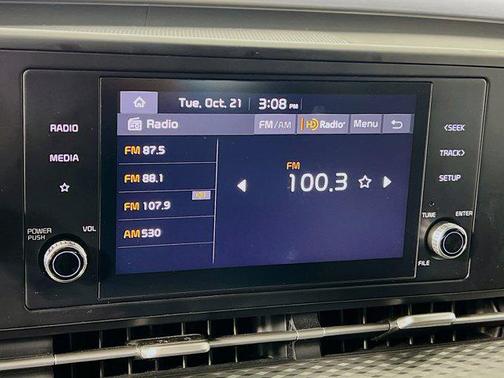 Tue, Oct. 21 3:08 PM
Radio FM/AM HD Radio Menu
FM 87.5
FM 88.1
FM 107.9
AM 530
FM
100.3
RADIO
MEDIA
POWER
PUSH
VOL
<SEEK
TRACK>
SETUP
TUNE
ENTER
FILE